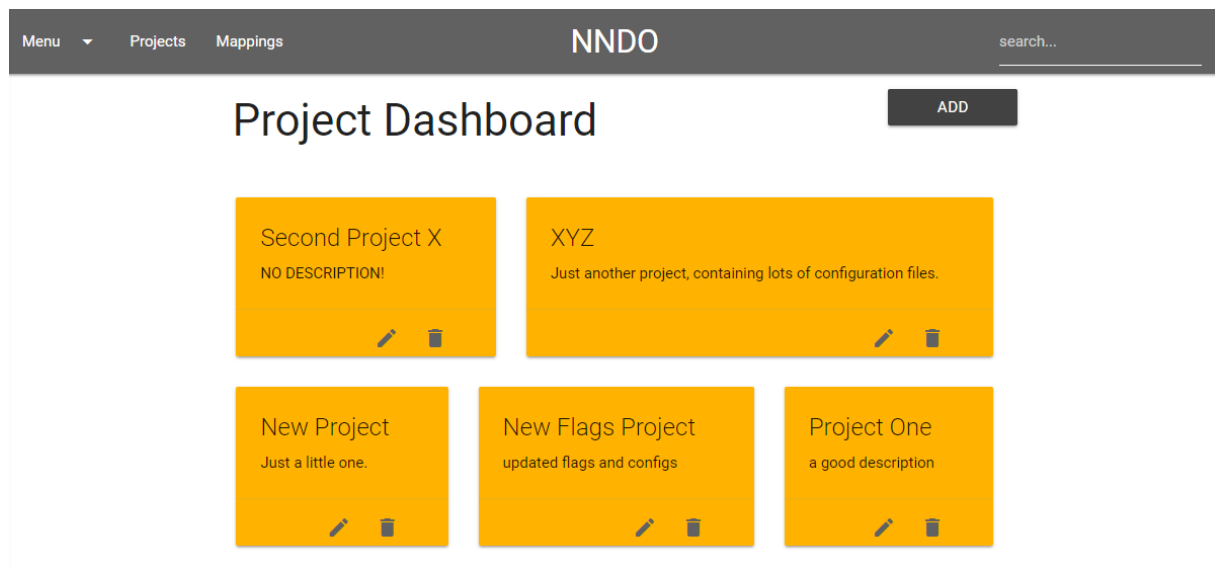 Menu Projects Mappings NNDO search...
Project Dashboard ADD
Second Project X
NO DESCRIPTION!
XYZ
Just another project, containing lots of configuration files.
New Project
Just a little one.
New Flags Project
updated flags and configs
Project One
a good description